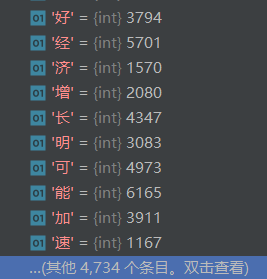 01 '好' = {int} 3794
01 '经' = {int} 5701
01 '济' = {int} 1570
01 '增' = {int} 2080
01 '长' = {int} 4347
01 '明' = {int} 3083
01 '可' = {int} 4973
01 '能' = {int} 6165
01 '加' = {int} 3911
01 '速' = {int} 1167
...(其他 4,734 个条目。双击查看)